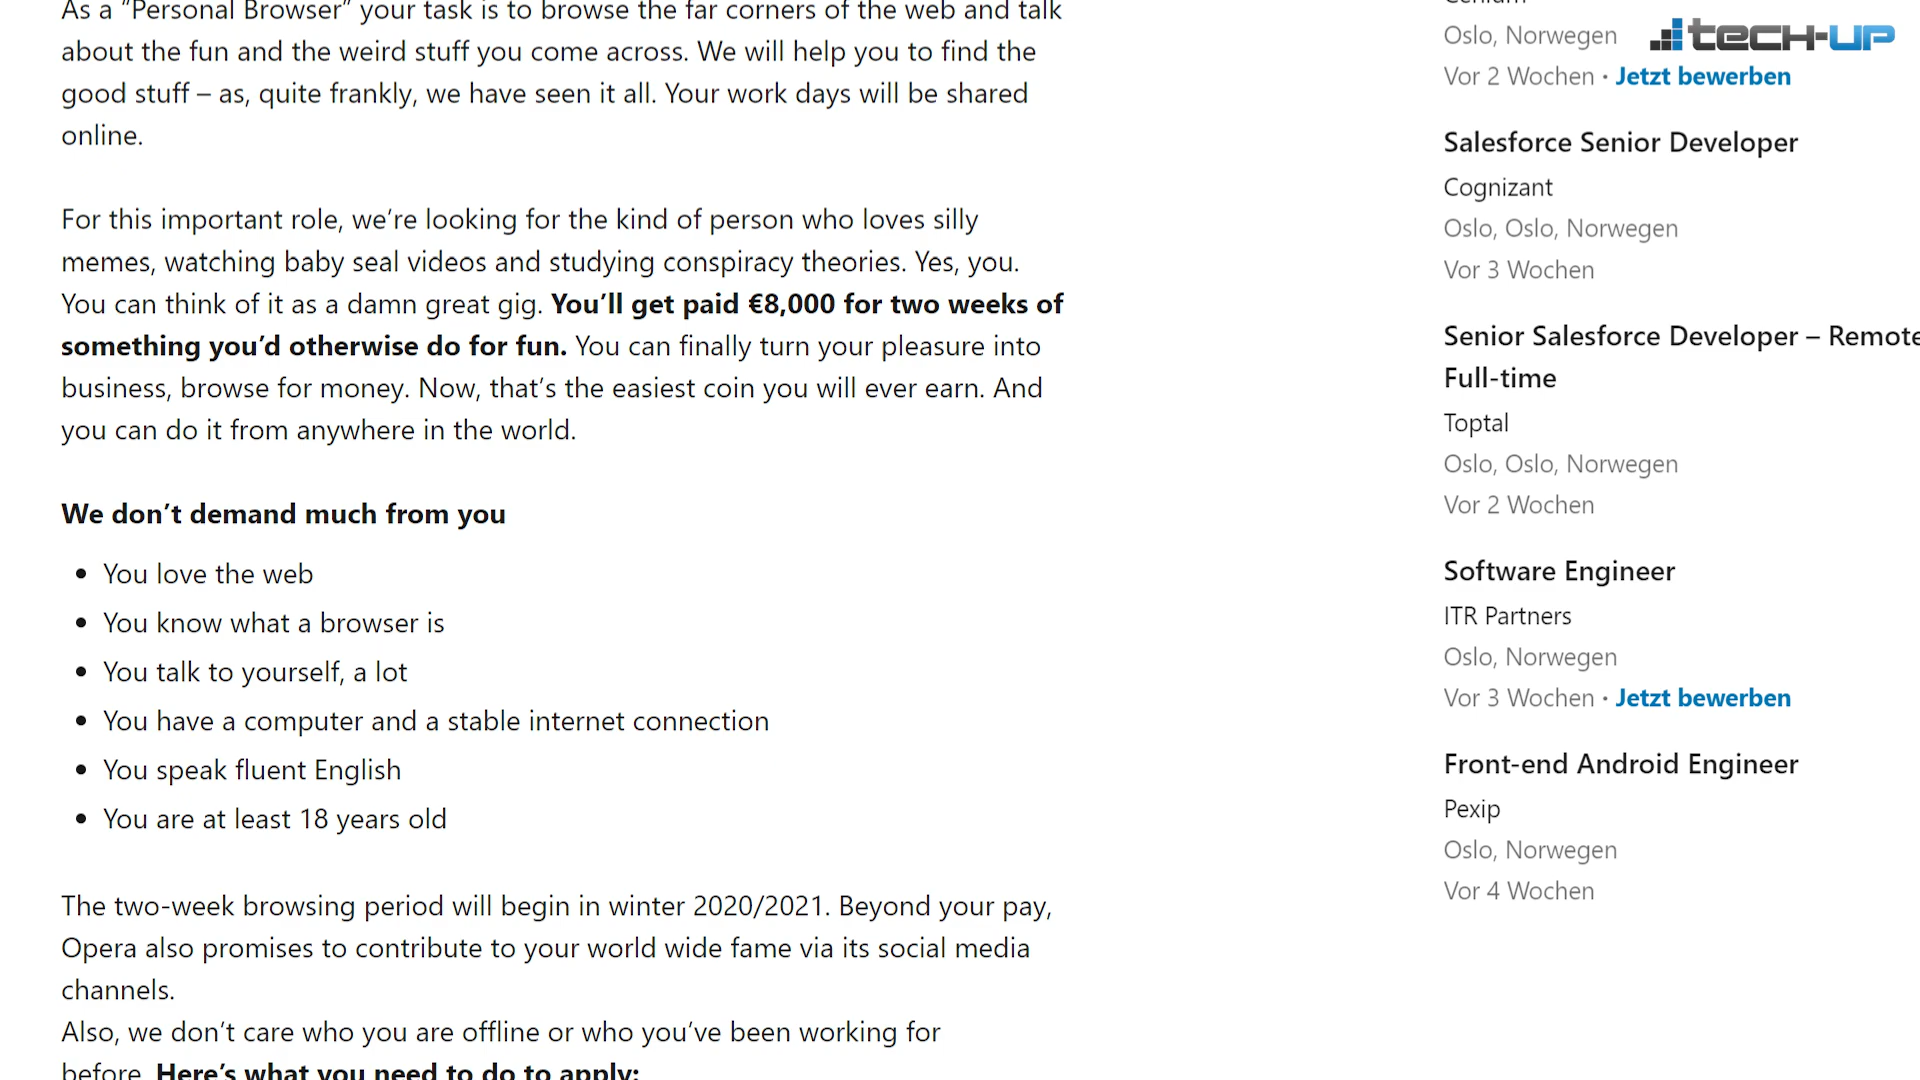 As a “Personal Browser” your task is to browse the far corners of the web and talk
about the fun and the weird stuff you come across. We will help you to find the
good stuff – as, quite frankly, we have seen it all. Your work days will be shared
online.
For this important role, we’re looking for the kind of person who loves silly
memes, watching baby seal videos and studying conspiracy theories. Yes, you.
You can think of it as a damn great gig. You’ll get paid €8,000 for two weeks of
something you’d otherwise do for fun. You can finally turn your pleasure into
business, browse for money. Now, that’s the easiest coin you will ever earn. And
you can do it from anywhere in the world.
We don’t demand much from you
• You love the web
• You know what a browser is
• You talk to yourself, a lot
• You have a computer and a stable internet connection
• You speak fluent English
• You are at least 18 years old
The two-week browsing period will begin in winter 2020/2021. Beyond your pay,
Opera also promises to contribute to your world wide fame via its social media
channels.
Also, we don’t care who you are offline or who you’ve been working for
before. Here’s what you need to do to apply:
Oslo, Norwegen
Vor 2 Wochen • Jetzt bewerben
Salesforce Senior Developer
Cognizant
Oslo, Oslo, Norwegen
Vor 3 Wochen
Senior Salesforce Developer – Remote
Full-time
Toptal
Oslo, Oslo, Norwegen
Vor 2 Wochen
Software Engineer
ITR Partners
Oslo, Norwegen
Vor 3 Wochen • Jetzt bewerben
Front-end Android Engineer
Pexip
Oslo, Norwegen
Vor 4 Wochen
tech-up